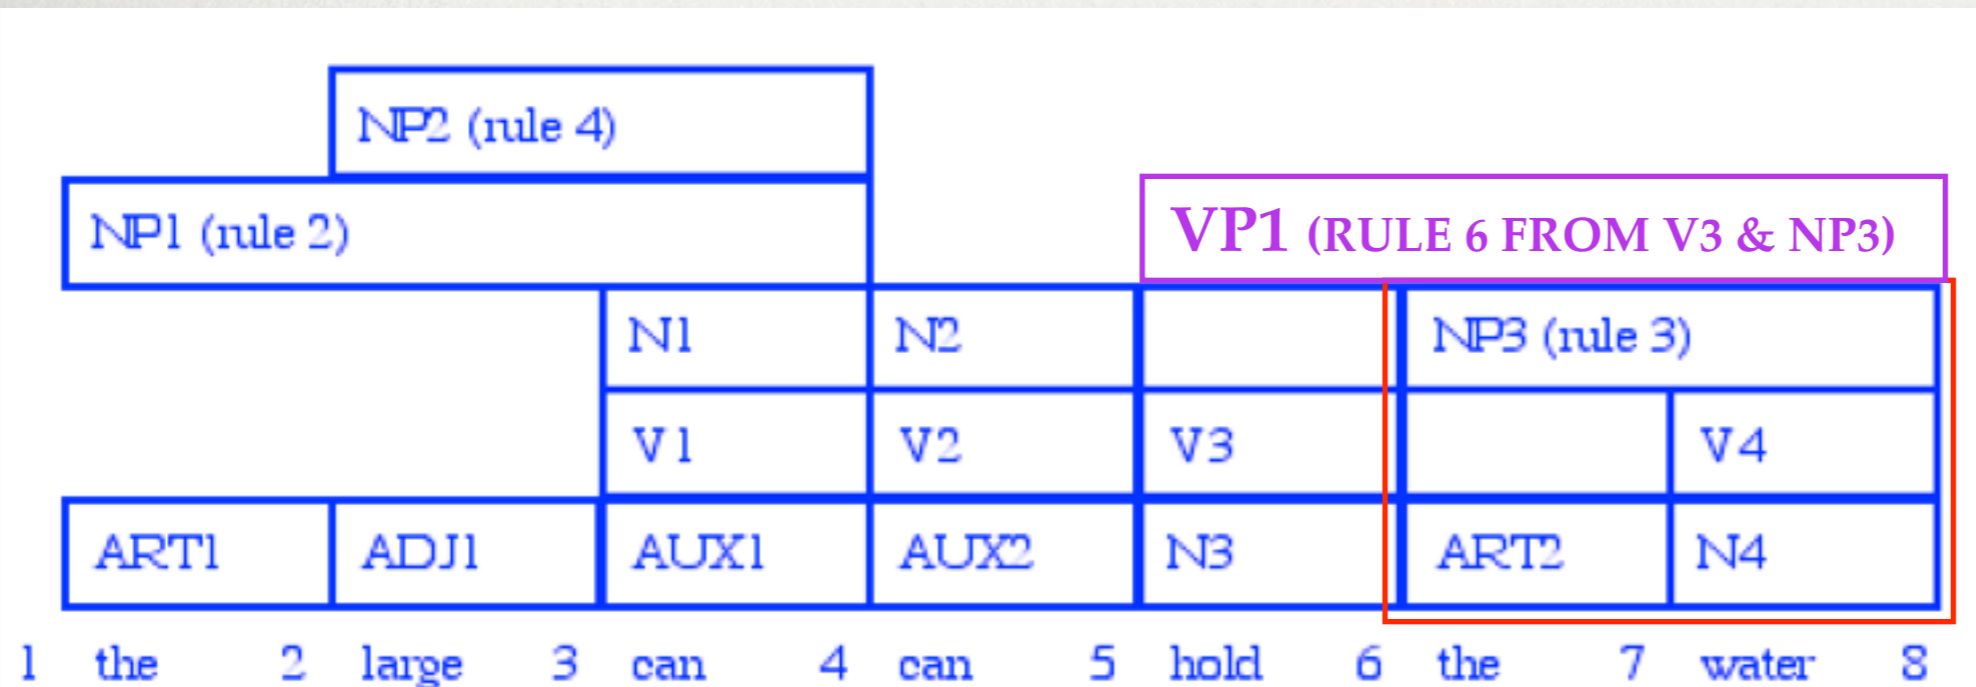 NP2 (rule 4)
NP1 (rule 2)
VP1 (RULE 6 FROM V3 & NP3)
N1 N2 NP3 (rule 3)
V1 V2 V3 V4
ART1 ADJ1 AUX1 AUX2 N3 ART2 N4
1 the 2 large 3 can 4 can 5 hold 6 the 7 water 8